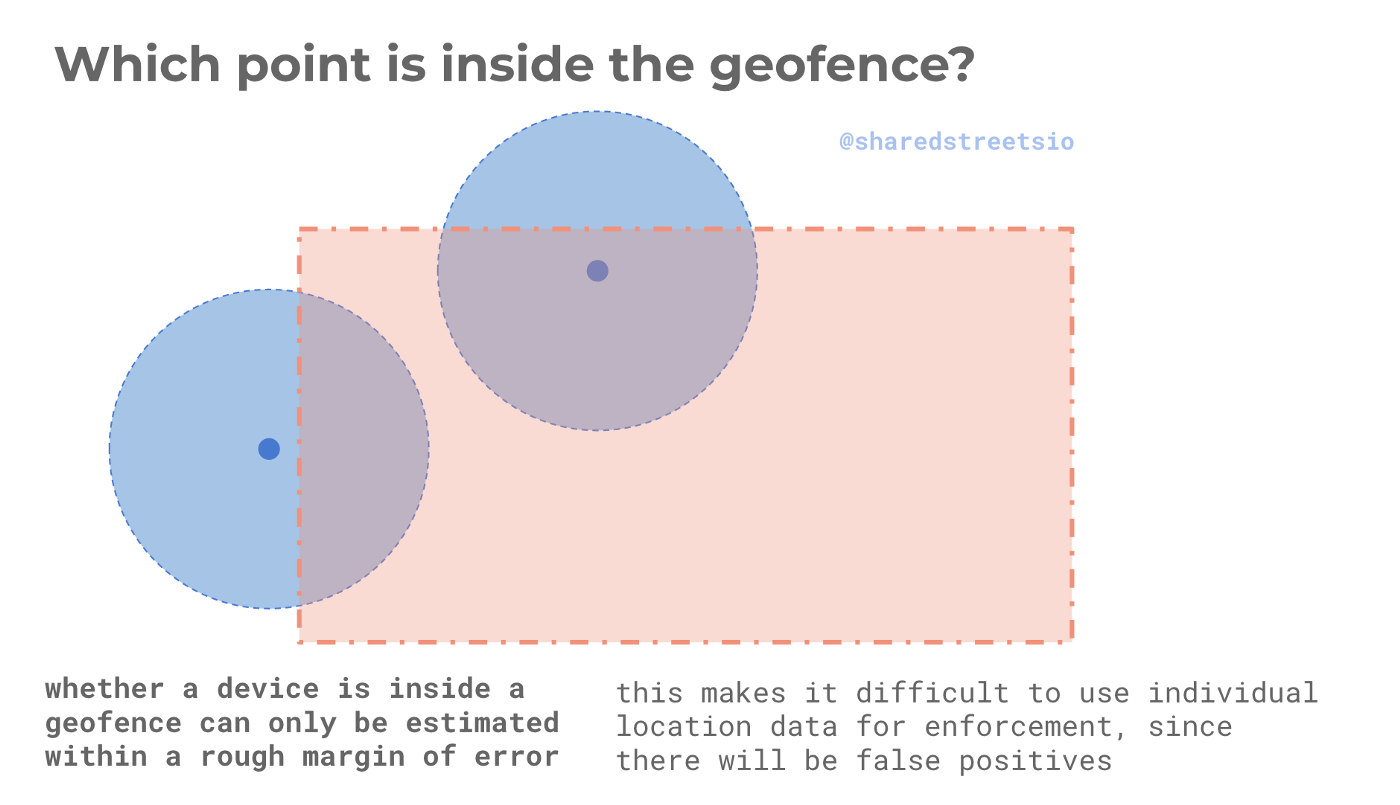 Which point is inside the geofence?
@sharedstreetsio
whether a device is inside a
geofence can only be estimated
within a rough margin of error
this makes it difficult to use individual
location data for enforcement, since
there will be false positives